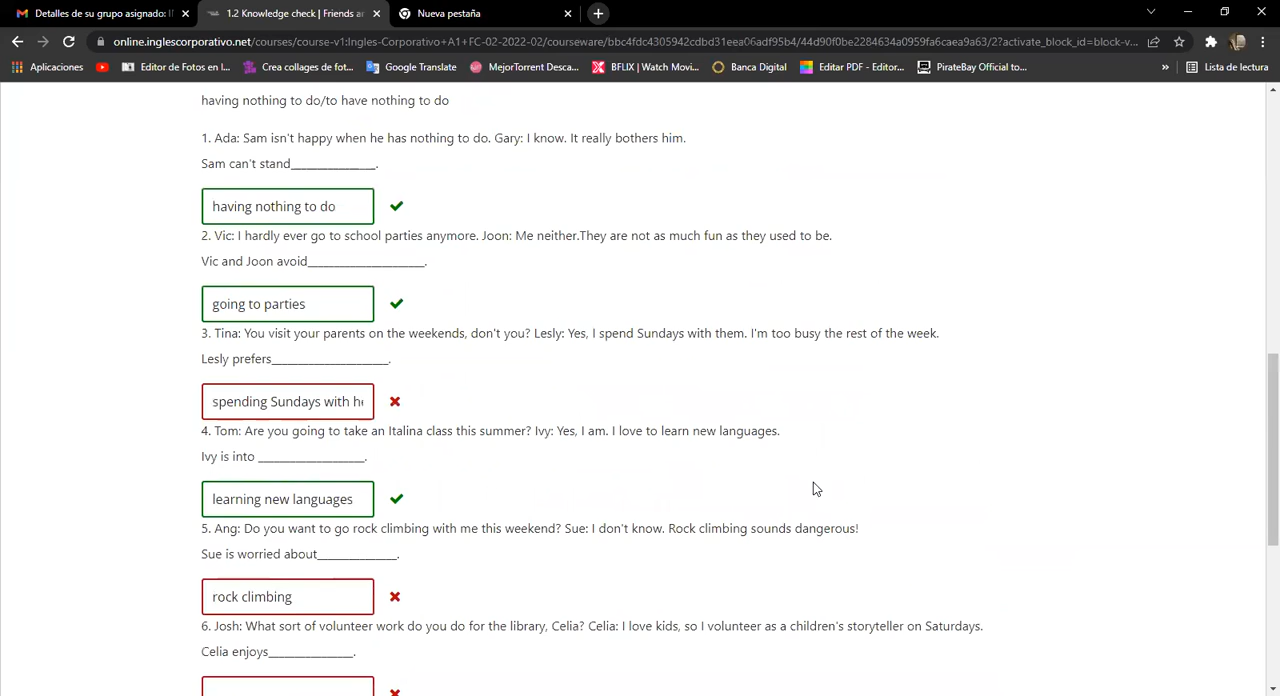 Detalles de su grupo asignado: II
1.2 Knowledge check | Friends ar
Nueva pestaña
online.inglescorporativo.net/courses/course-v1:Ingles-Corporativo+A1+FC-02-2022-02/courseware/bbc4fdc4305942cdbd31eea06adf95b4/44d90f0be2284634a0959fa6caea9a63/2?activate_block_id=block-v...
Aplicaciones
Editor de Fotos en l...
Crea collages de fot...
Google Translate
MejorTorrent Desca...
BFLIX | Watch Movi...
Banca Digital
Editar PDF - Editor...
PirateBay Official to...
Lista de lectura
having nothing to do/to have nothing to do
1. Ada: Sam isn't happy when he has nothing to do. Gary: I know. It really bothers him.
Sam can't stand______________.
having nothing to do
2. Vic: I hardly ever go to school parties anymore. Joon: Me neither.They are not as much fun as they used to be.
Vic and Joon avoid____________________.
going to parties
3. Tina: You visit your parents on the weekends, don't you? Lesly: Yes, I spend Sundays with them. I'm too busy the rest of the week.
Lesly prefers____________________.
spending Sundays with he
4. Tom: Are you going to take an Italina class this summer? Ivy: Yes, I am. I love to learn new languages.
Ivy is into __________________.
learning new languages
5. Ang: Do you want to go rock climbing with me this weekend? Sue: I don't know. Rock climbing sounds dangerous!
Sue is worried about______________.
rock climbing
6. Josh: What sort of volunteer work do you do for the library, Celia? Celia: I love kids, so I volunteer as a children's storyteller on Saturdays.
Celia enjoys______________.